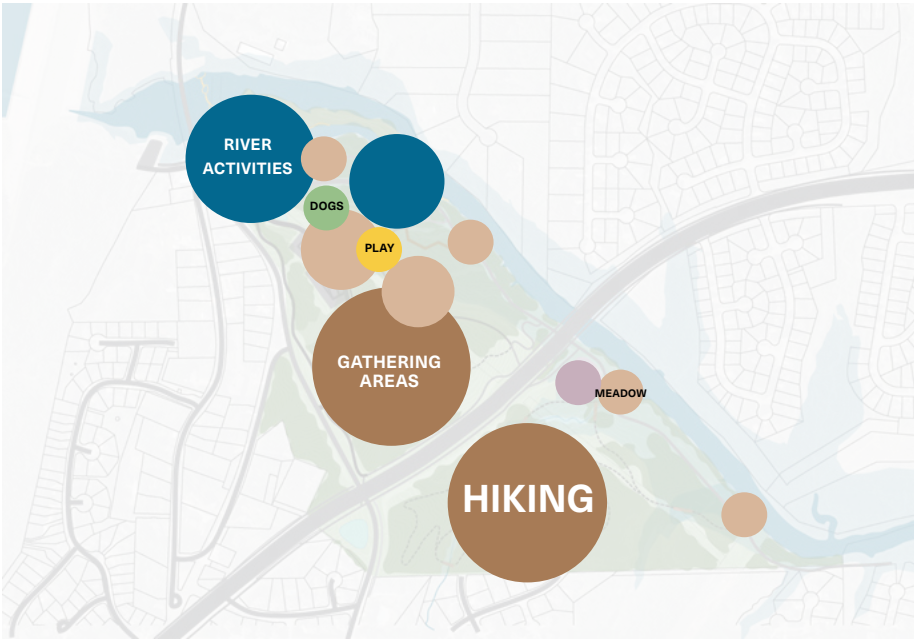 RIVER
ACTIVITIES
DOGS
PLAY
GATHERING
AREAS
MEADOW
HIKING